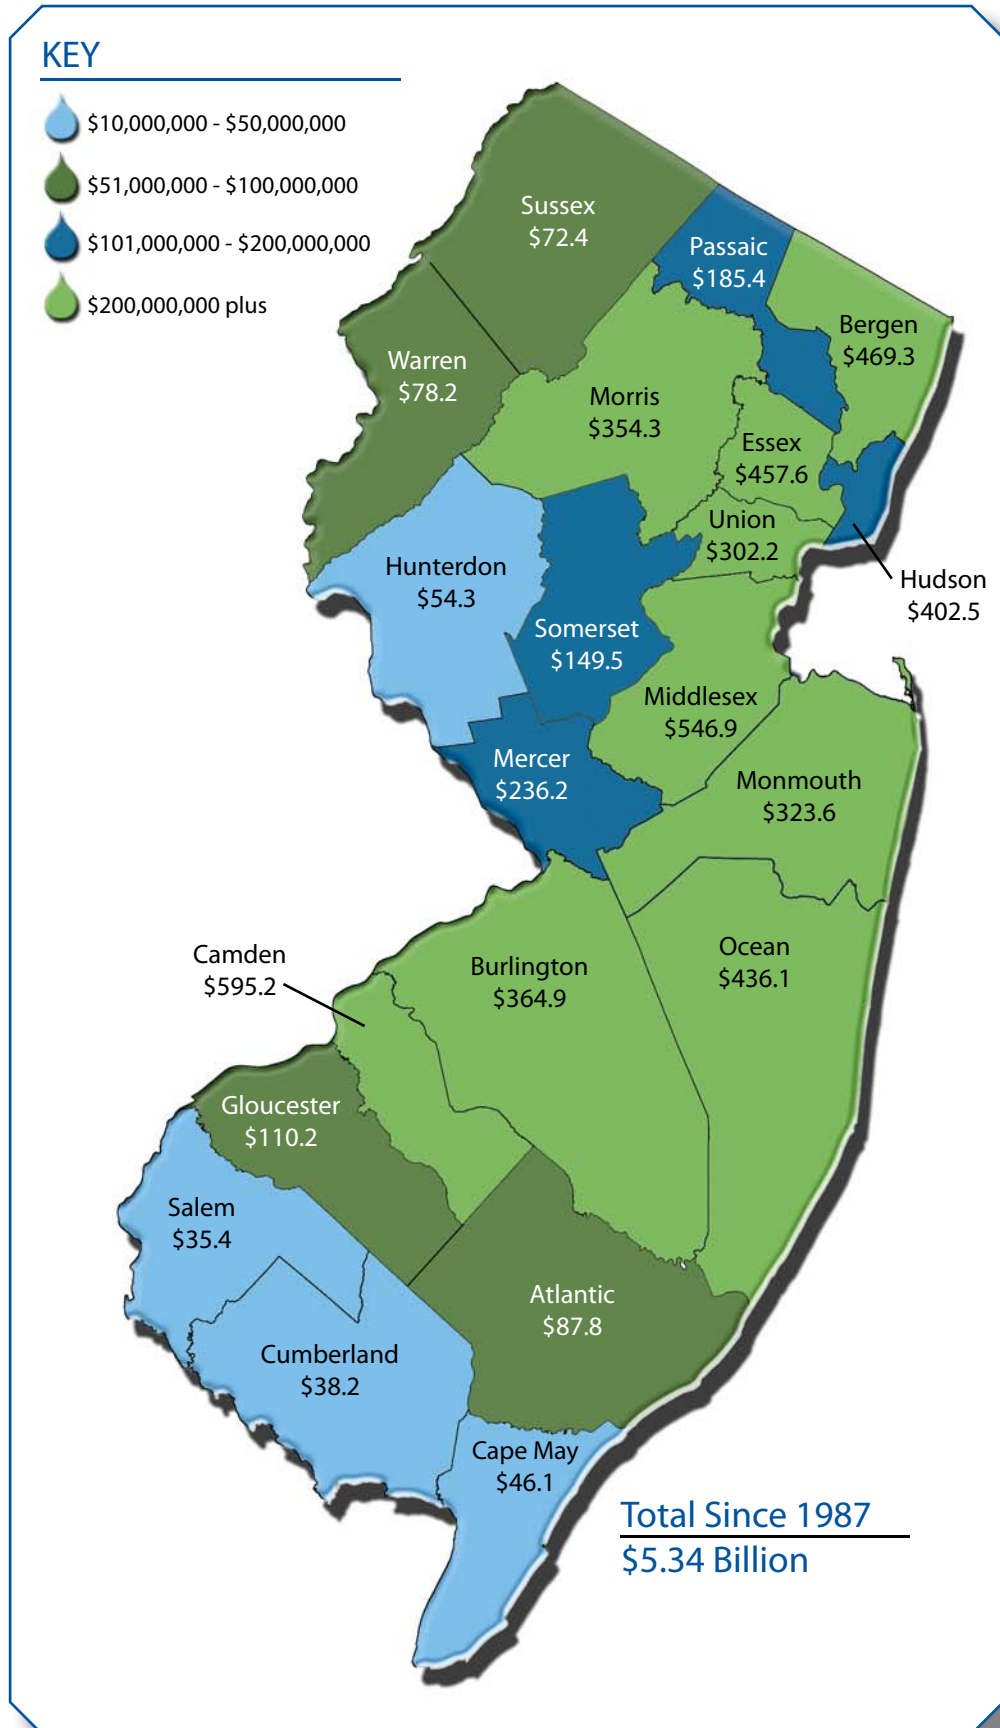 KEY
$10,000,000 - $50,000,000
$51,000,000 - $100,000,000
$101,000,000 - $200,000,000
$200,000,000 plus
Sussex
$72.4
Passaic
$185.4
Bergen
$469.3
Warren
$78.2
Morris
$354.3
Essex
$457.6
Union
$302.2
Hudson
$402.5
Hunterdon
$54.3
Somerset
$149.5
Middlesex
$546.9
Mercer
$236.2
Monmouth
$323.6
Camden
$595.2
Burlington
$364.9
Ocean
$436.1
Gloucester
$110.2
Salem
$35.4
Atlantic
$87.8
Cumberland
$38.2
Cape May
$46.1
Total Since 1987
$5.34 Billion